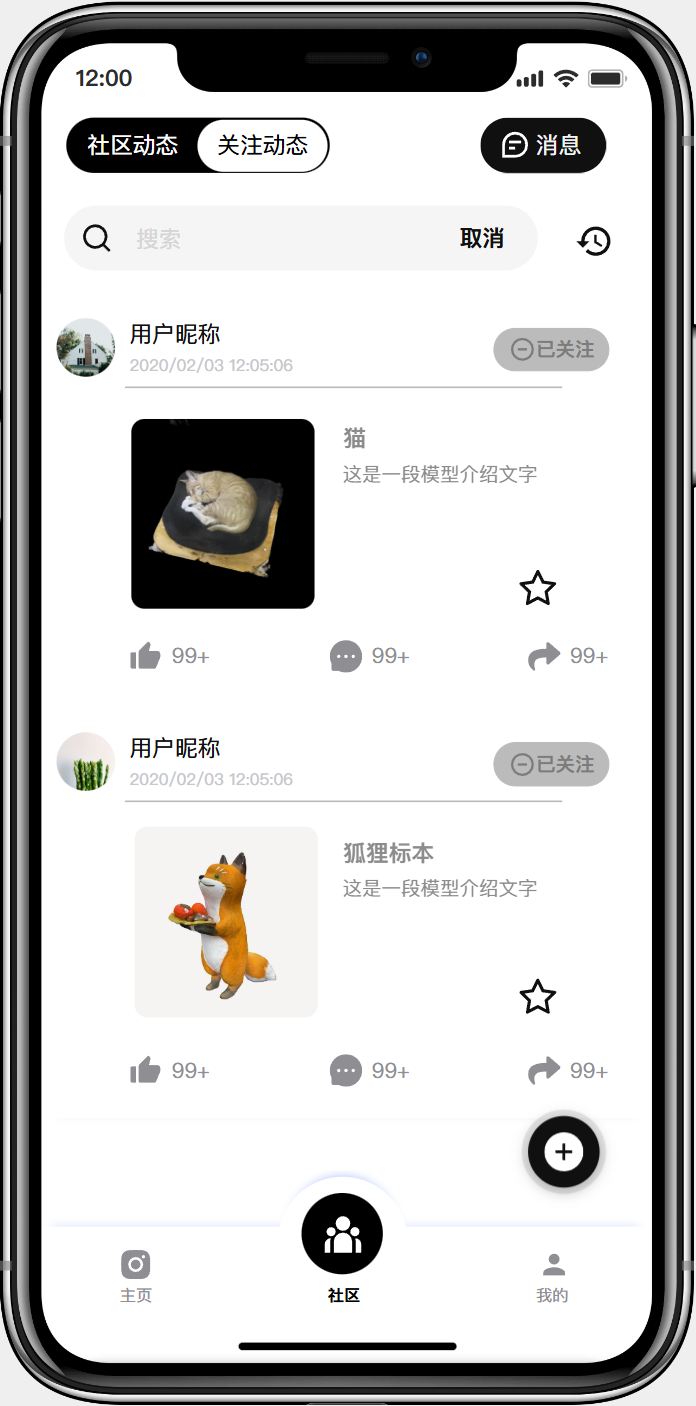 12:00
社区动态 关注动态 消息
搜索 取消
用户昵称
2020/02/03 12:05:06
已关注
猫
这是一段模型介绍文字
99+ 99+ 99+
用户昵称
2020/02/03 12:05:06
已关注
狐狸标本
这是一段模型介绍文字
99+ 99+ 99+
主页 社区 我的